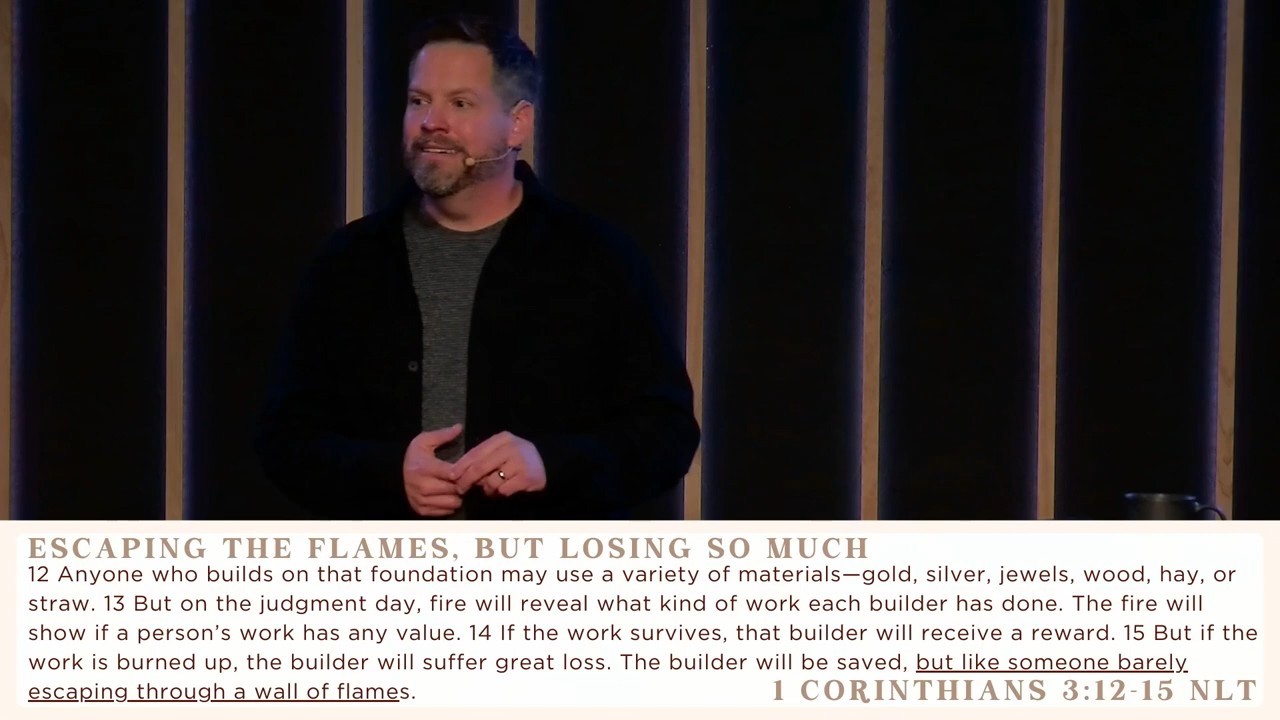 ESCAPING THE FLAMES, BUT LOSING SO MUCH
12 Anyone who builds on that foundation may use a variety of materials—gold, silver, jewels, wood, hay, or
straw. 13 But on the judgment day, fire will reveal what kind of work each builder has done. The fire will
show if a person’s work has any value. 14 If the work survives, that builder will receive a reward. 15 But if the
work is burned up, the builder will suffer great loss. The builder will be saved, but like someone barely
escaping through a wall of flames.
1 CORINTHIANS 3:12-15 NLT